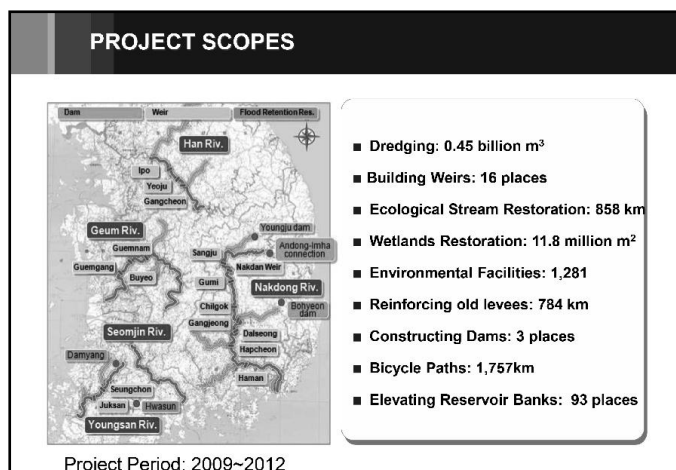 PROJECT SCOPES
Dam
Weir
Flood Retention Res.
Han Riv.
Ipo
Yeoju
Gangcheon
Geum Riv.
Guemnam
Guemgang
Buyeo
Youngju dam
Andong-Imha
connection
Sangju
Nakdan Weir
Gumi
Nakdong Riv.
Chilgok
Bohyeon
dam
Gangjeong
Dalseong
Hapcheon
Haman
Seomjin Riv.
Damyang
Seungchon
Juksan
Hwasun
Youngsan Riv.
■ Dredging: 0.45 billion m³
■ Building Weirs: 16 places
■ Ecological Stream Restoration: 858 km
■ Wetlands Restoration: 11.8 million m²
■ Environmental Facilities: 1,281
■ Reinforcing old levees: 784 km
■ Constructing Dams: 3 places
■ Bicycle Paths: 1,757km
■ Elevating Reservoir Banks: 93 places
Project Period: 2009~2012